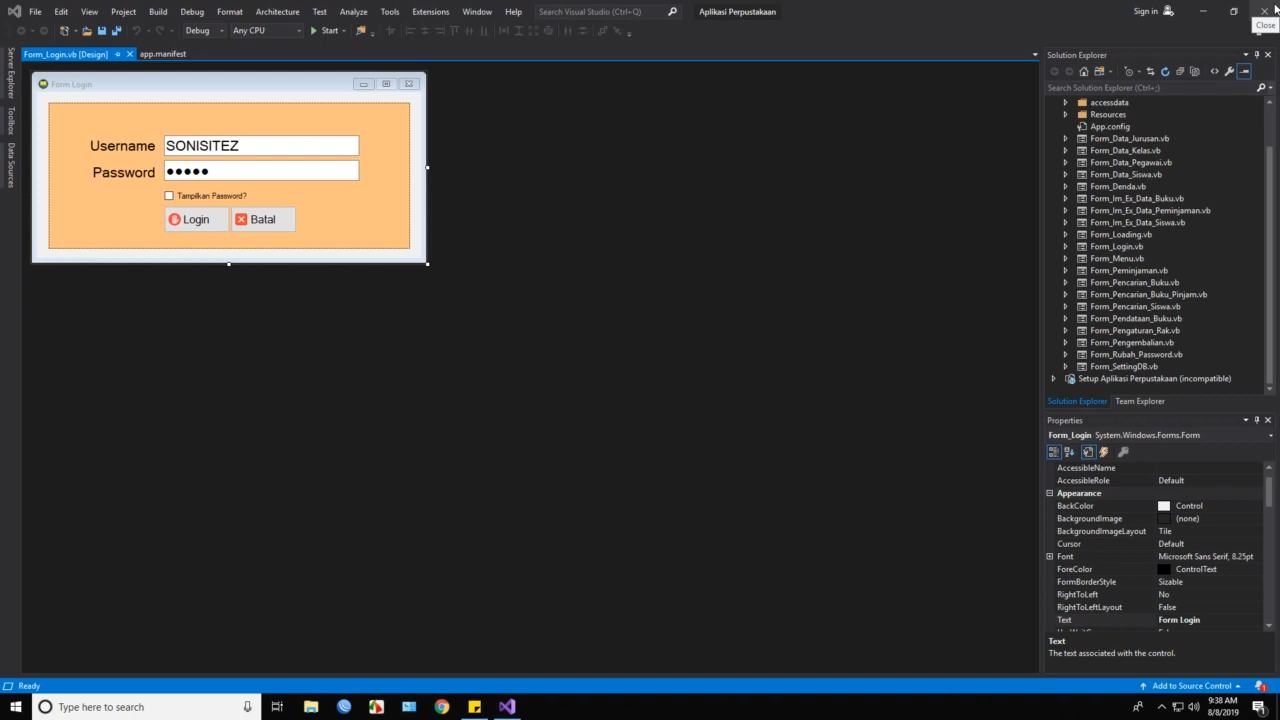 File Edit View Project Build Debug Format Architecture Test Analyze Tools Extensions Window Help Search Visual Studio (Ctrl+Q) Aplikasi Perpustakaan Sign in
Close
Debug Any CPU Start
Form_Login.vb [Design] app.manifest
Server Explorer
Toolbox
Data Sources
Form Login
Username SONISITEZ
Password ●●●●●
Tampilkan Password?
Login Batal
Solution Explorer
Search Solution Explorer (Ctrl+;)
accessdata
Resources
App.config
Form_Data_Jurusan.vb
Form_Data_Kelas.vb
Form_Data_Pegawai.vb
Form_Data_Siswa.vb
Form_Denda.vb
Form_Im_Ex_Data_Buku.vb
Form_Im_Ex_Data_Peminjaman.vb
Form_Im_Ex_Data_Siswa.vb
Form_Loading.vb
Form_Login.vb
Form_Menu.vb
Form_Peminjaman.vb
Form_Pencarian_Buku.vb
Form_Pencarian_Buku_Pinjam.vb
Form_Pencarian_Siswa.vb
Form_Pendataan_Buku.vb
Form_Pengaturan_Rak.vb
Form_Pengembalian.vb
Form_Rubah_Password.vb
Form_SettingDB.vb
Setup Aplikasi Perpustakaan (incompatible)
Solution Explorer Team Explorer
Properties
Form_Login System.Windows.Forms.Form
AccessibleName
AccessibleRole Default
Appearance
BackColor Control
BackgroundImage (none)
BackgroundImageLayout Tile
Cursor Default
Font Microsoft Sans Serif, 8.25pt
ForeColor ControlText
FormBorderStyle Sizable
RightToLeft No
RightToLeftLayout False
Text Form Login
Text
The text associated with the control.
Ready Add to Source Control 1
Type here to search 9:38 AM
8/8/2019 1